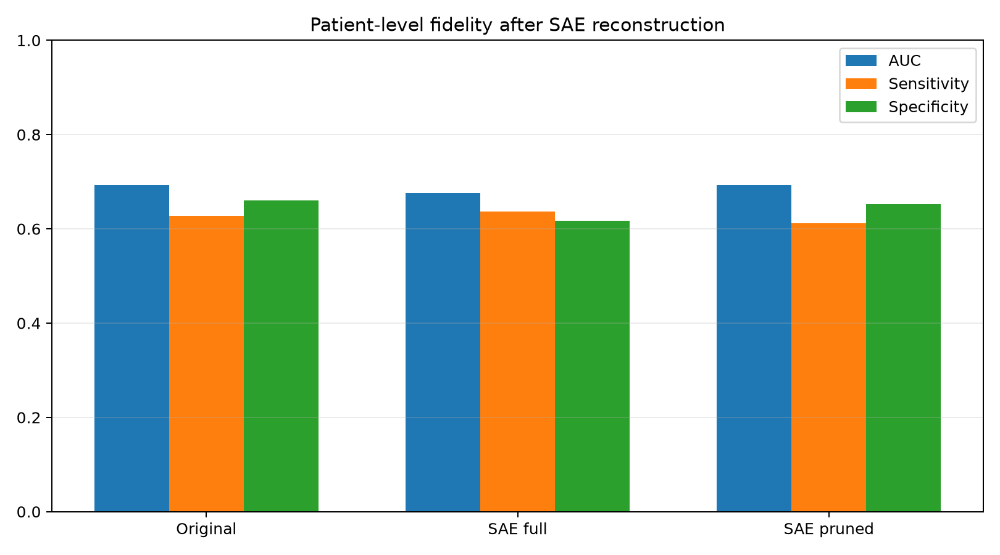 Patient-level fidelity after SAE reconstruction
1.0
0.8
0.6
0.4
0.2
0.0
AUC
Sensitivity
Specificity
Original
SAE full
SAE pruned